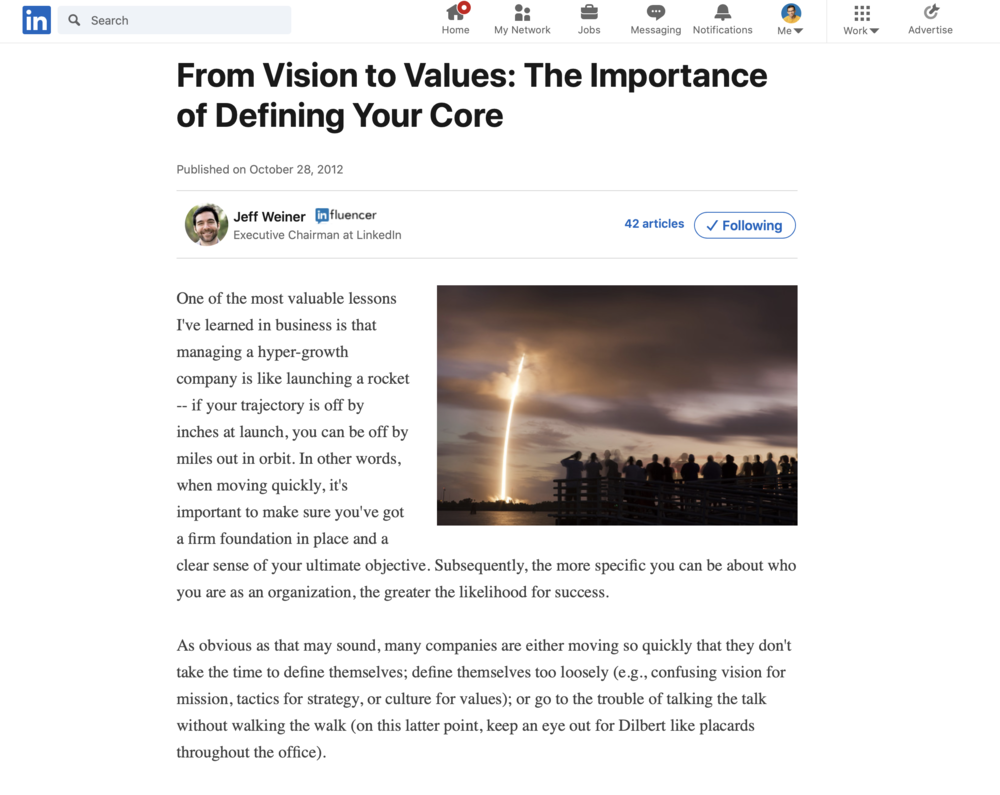 in
Search
Home
My Network
Jobs
Messaging
Notifications
Me
Work
Advertise
From Vision to Values: The Importance
of Defining Your Core
Published on October 28, 2012
Jeff Weiner influencer
Executive Chairman at LinkedIn
42 articles
Following
One of the most valuable lessons
I've learned in business is that
managing a hyper-growth
company is like launching a rocket
-- if your trajectory is off by
inches at launch, you can be off by
miles out in orbit. In other words,
when moving quickly, it's
important to make sure you've got
a firm foundation in place and a
clear sense of your ultimate objective. Subsequently, the more specific you can be about who
you are as an organization, the greater the likelihood for success.
As obvious as that may sound, many companies are either moving so quickly that they don't
take the time to define themselves; define themselves too loosely (e.g., confusing vision for
mission, tactics for strategy, or culture for values); or go to the trouble of talking the talk
without walking the walk (on this latter point, keep an eye out for Dilbert like placards
throughout the office).